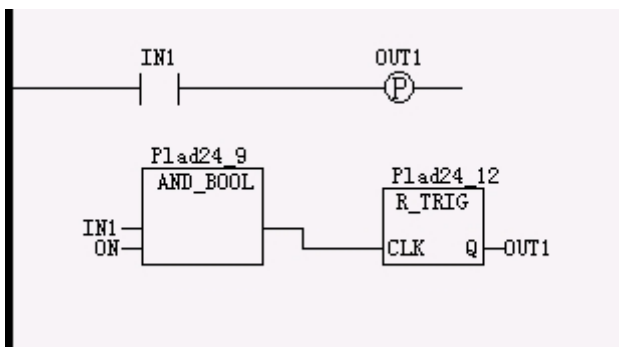 IN1 OUT1
P
Plad24_9
AND_BOOL
Plad24_12
R_TRIG
IN1
ON
CLK Q OUT1